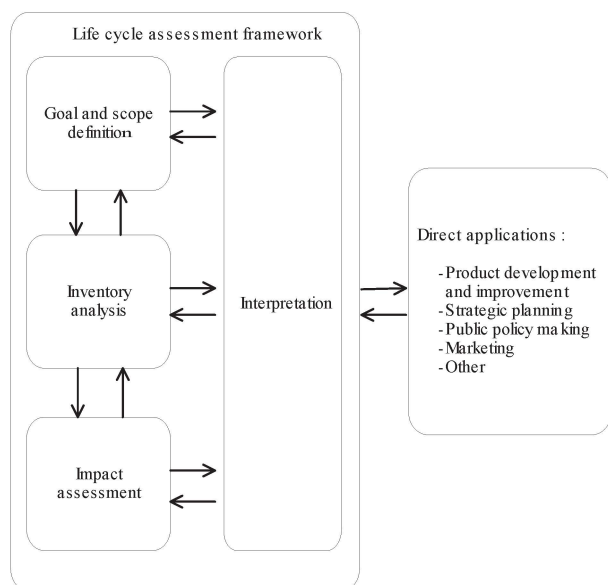 Life cycle assessment framework
Goal and scope
definition
Inventory
analysis
Impact
assessment
Interpretation
Direct applications :
-Product development
and improvement
-Strategic planning
-Public policy making
-Marketing
-Other